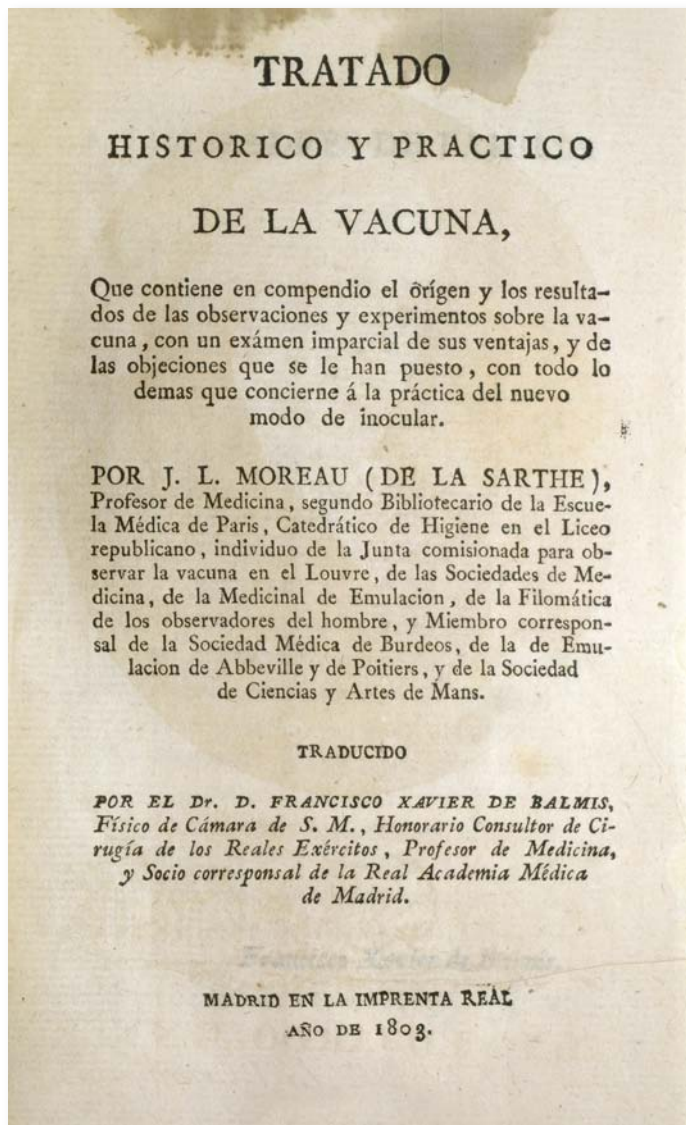 TRATADO
HISTORICO Y PRACTICO
DE LA VACUNA,
Que contiene en compendio el orígen y los resulta-
dos de las observaciones y experimentos sobre la va-
cuna, con un exámen imparcial de sus ventajas, y de
las objeciones que se le han puesto, con todo lo
demas que concierne á la práctica del nuevo
modo de inocular.
POR J. L. MOREAU (DE LA SARTHE),
Profesor de Medicina, segundo Bibliotecario de la Escue-
la Médica de Paris, Catedrático de Higiene en el Liceo
republicano, individuo de la Junta comisionada para ob-
servar la vacuna en el Louvre, de las Sociedades de Me-
dicina, de la Medicinal de Emulacion, de la Filomática
de los observadores del hombre, y Miembro correspon-
sal de la Sociedad Médica de Burdeos, de la de Emu-
lacion de Abbeville y de Poitiers, y de la Sociedad
de Ciencias y Artes de Mans.
TRADUCIDO
POR EL Dr. D. FRANCISCO XAVIER DE BALMIS,
Físico de Cámara de S. M., Honorario Consultor de Ci-
rugía de los Reales Exércitos, Profesor de Medicina,
y Socio corresponsal de la Real Academia Médica
de Madrid.
MADRID EN LA IMPRENTA REAL
AÑO DE 1803.